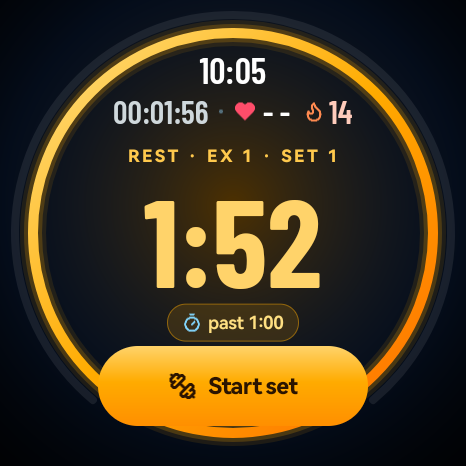 10:05
00:01:56 · -- 14
REST · EX 1 · SET 1
1:52
past 1:00
Start set